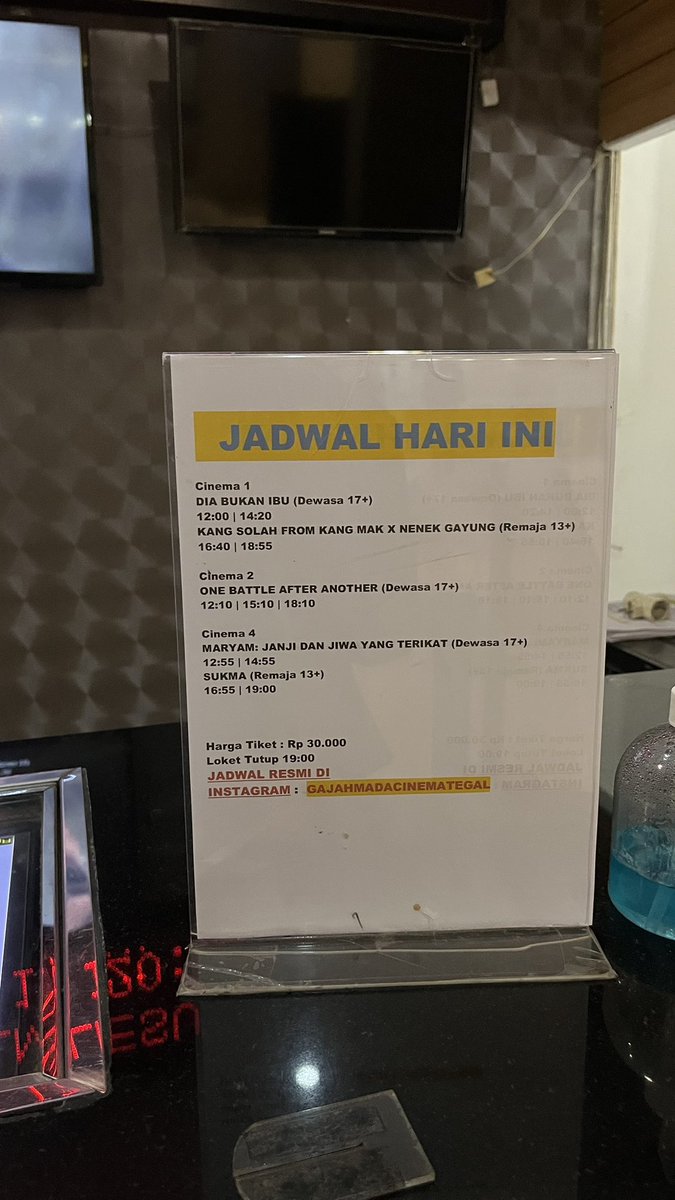 JADWAL HARI INI
Cinema 1
DIA BUKAN IBU (Dewasa 17+)
12:00 | 14:20
KANG SOLAH FROM KANG MAK X NENEK GAYUNG (Remaja 13+)
16:40 | 18:55
Cinema 2
ONE BATTLE AFTER ANOTHER (Dewasa 17+)
12:10 | 15:10 | 18:10
Cinema 4
MARYAM: JANJI DAN JIWA YANG TERIKAT (Dewasa 17+)
12:55 | 14:55
SUKMA (Remaja 13+)
16:55 | 19:00
Harga Tiket : Rp 30.000
Loket Tutup 19:00
JADWAL RESMI DI
INSTAGRAM : GAJAHMADACINEMATEGAL